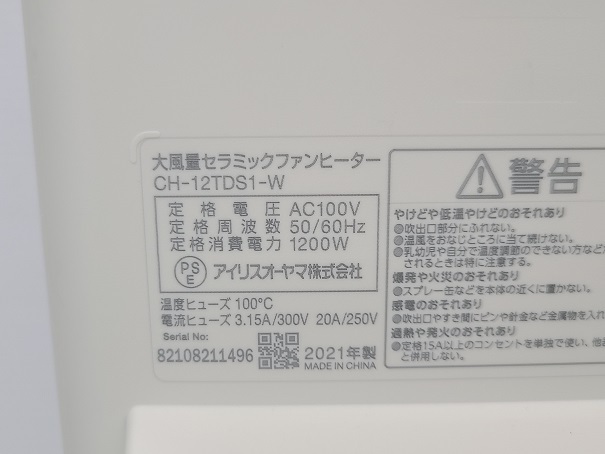 大風量セラミックファンヒーター
CH-12TDS1-W
定格電圧 AC100V
定格周波数 50/60Hz
定格消費電力 1200W
PSE アイリスオーヤマ株式会社
温度ヒューズ 100℃
電流ヒューズ 3.15A/300V 20A/250V
Serial No:
82108211496
2021年製
MADE IN CHINA
警告
やけどや低温やけどのおそれあり
●吹出口部分にふれない。
●温風をおなじところに当て続けない。
●乳幼児や自分で温度調節のできない方な
されるときは特に注意する。
爆発や火災のおそれあり
●スプレー缶などを本体の近くに置かない。
感電のおそれあり
●吹出口やすき間にピンや針金など金属物を入れ
過熱や発火のおそれあり
●定格15A以上のコンセントを単独で使い、他
と併用しない。